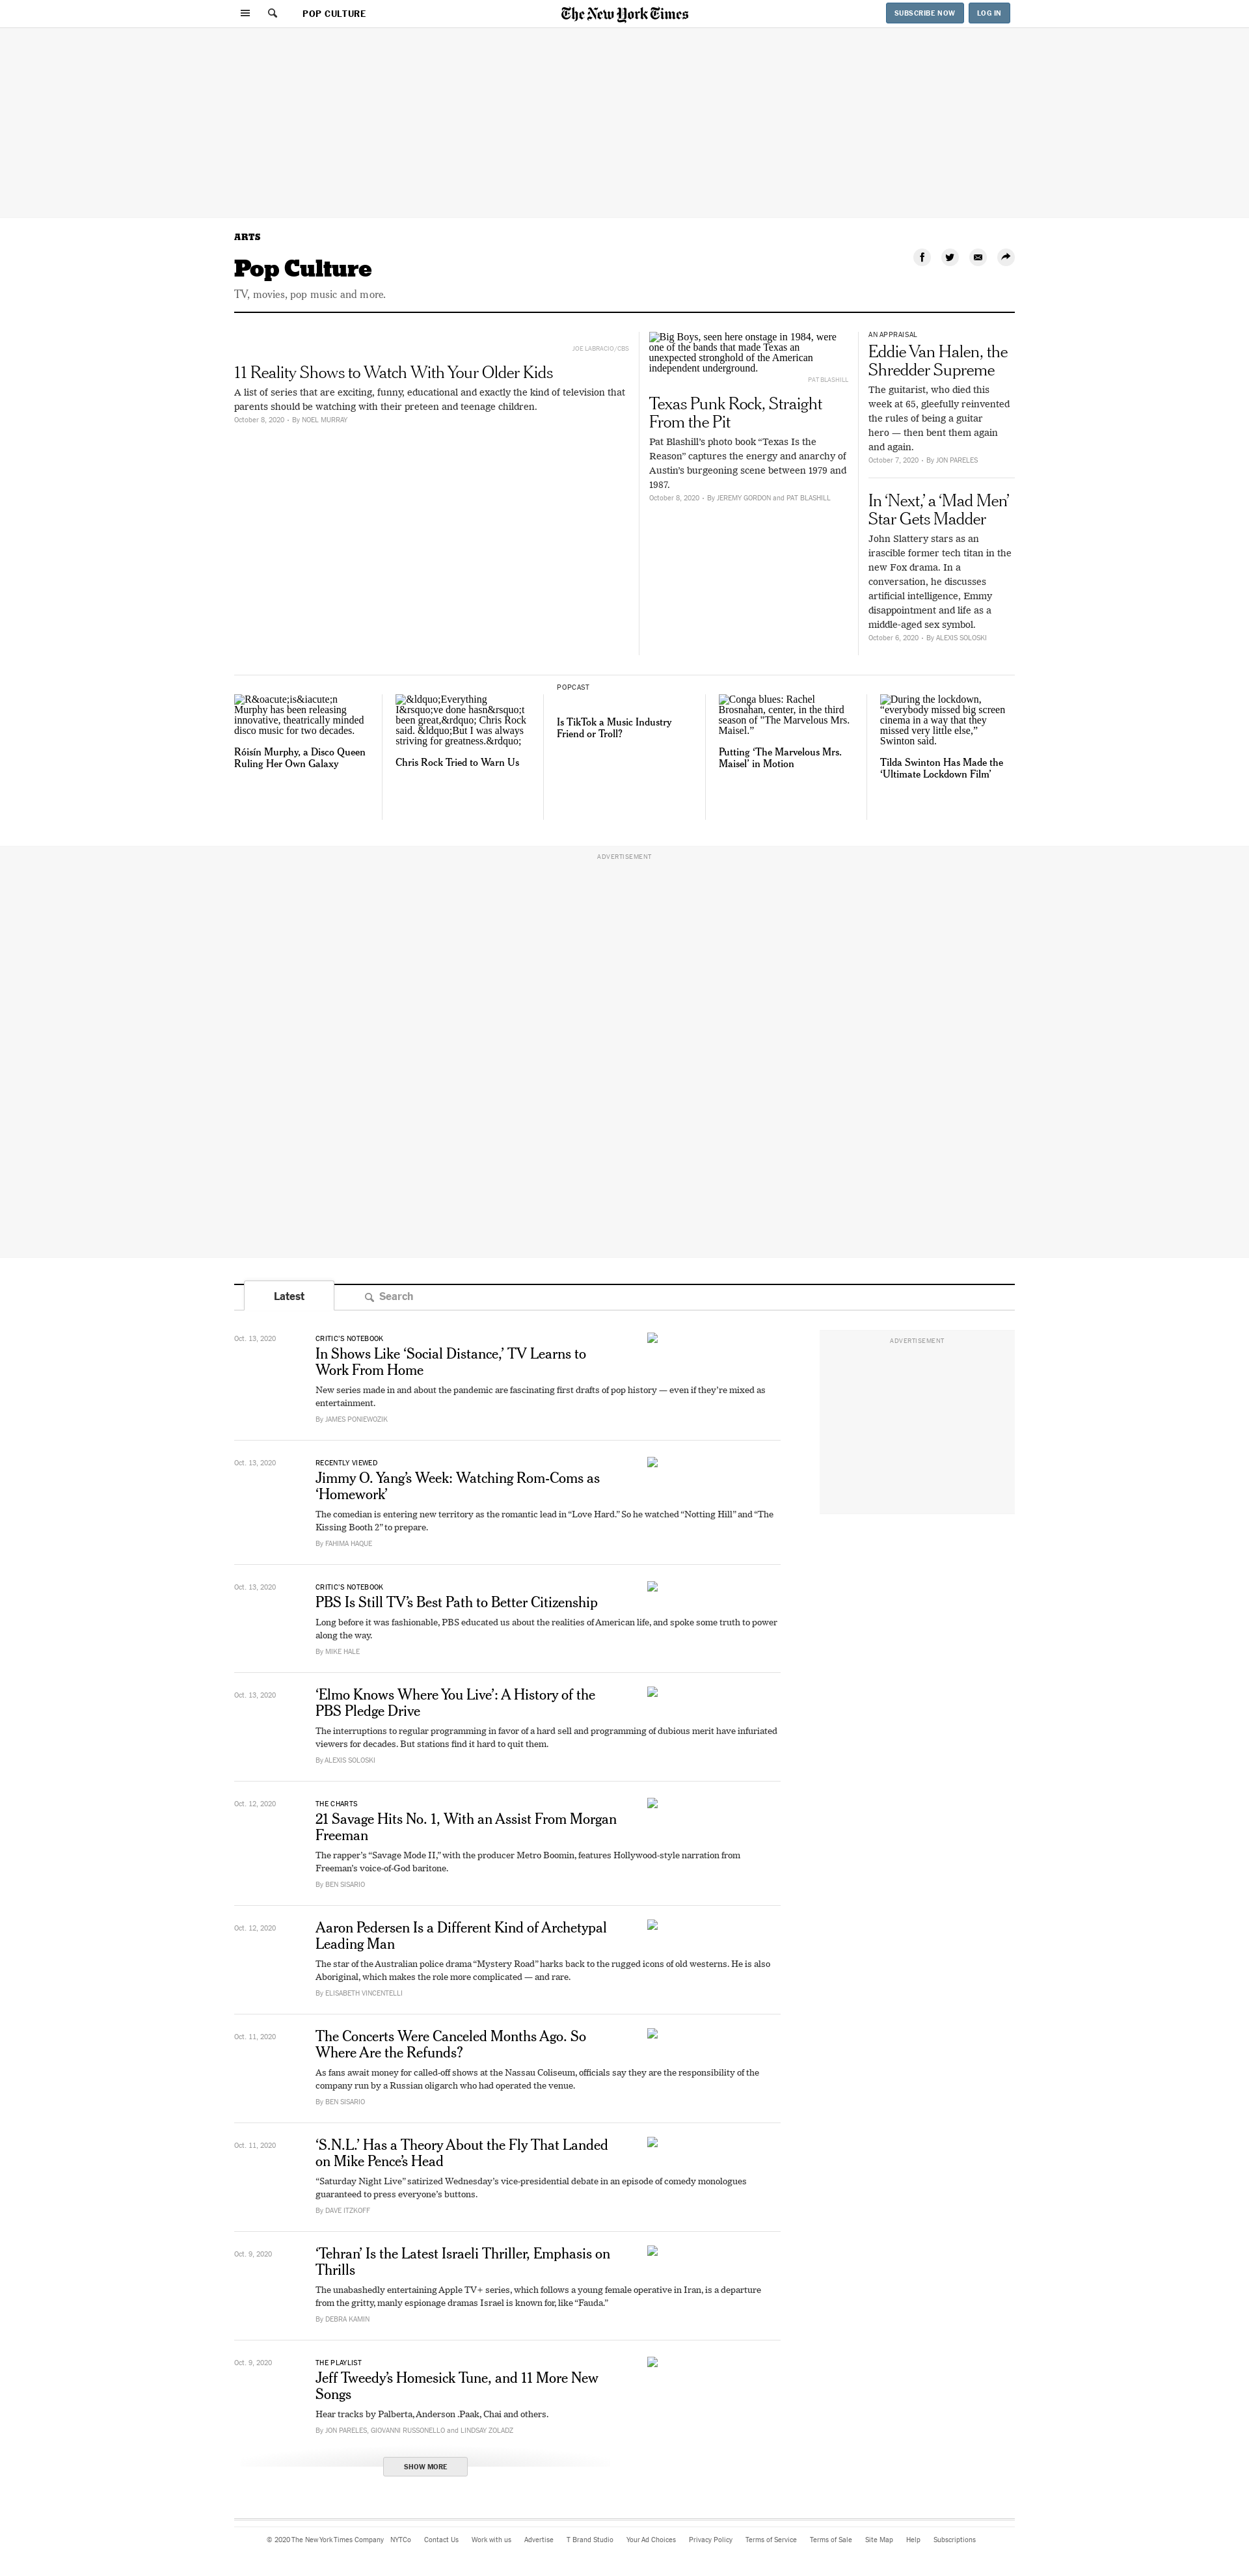 POP CULTURE
The New York Times
SUBSCRIBE NOW
LOG IN
ARTS
Pop Culture
TV, movies, pop music and more.
JOE LABRACIO/CBS
11 Reality Shows to Watch With Your Older Kids
A list of series that are exciting, funny, educational and exactly the kind of television that
parents should be watching with their preteen and teenage children.
October 8, 2020 • By NOEL MURRAY
Big Boys, seen here onstage in 1984, were
one of the bands that made Texas an
unexpected stronghold of the American
independent underground.
PAT BLASHILL
Texas Punk Rock, Straight
From the Pit
Pat Blashill’s photo book “Texas Is the
Reason” captures the energy and anarchy of
Austin’s burgeoning scene between 1979 and
1987.
October 8, 2020 • By JEREMY GORDON and PAT BLASHILL
AN APPRAISAL
Eddie Van Halen, the
Shredder Supreme
The guitarist, who died this
week at 65, gleefully reinvented
the rules of being a guitar
hero — then bent them again
and again.
October 7, 2020 • By JON PARELES
In ‘Next,’ a ‘Mad Men’
Star Gets Madder
John Slattery stars as an
irascible former tech titan in the
new Fox drama. In a
conversation, he discusses
artificial intelligence, Emmy
disappointment and life as a
middle-aged sex symbol.
October 6, 2020 • By ALEXIS SOLOSKI
R&oacute;is&iacute;n
Murphy has been releasing
innovative, theatrically minded
disco music for two decades.
Róisín Murphy, a Disco Queen
Ruling Her Own Galaxy
&ldquo;Everything
I&rsquo;ve done hasn&rsquo;t
been great,&rdquo; Chris Rock
said. &ldquo;But I was always
striving for greatness.&rdquo;
Chris Rock Tried to Warn Us
POPCAST
Is TikTok a Music Industry
Friend or Troll?
Conga blues: Rachel
Brosnahan, center, in the third
season of "The Marvelous Mrs.
Maisel.”
Putting ‘The Marvelous Mrs.
Maisel’ in Motion
During the lockdown,
“everybody missed big screen
cinema in a way that they
missed very little else,”
Swinton said.
Tilda Swinton Has Made the
‘Ultimate Lockdown Film’
ADVERTISEMENT
Latest
Search
ADVERTISEMENT
Oct. 13, 2020
CRITIC’S NOTEBOOK
In Shows Like ‘Social Distance,’ TV Learns to
Work From Home
New series made in and about the pandemic are fascinating first drafts of pop history — even if they’re mixed as
entertainment.
By JAMES PONIEWOZIK
Oct. 13, 2020
RECENTLY VIEWED
Jimmy O. Yang’s Week: Watching Rom-Coms as
‘Homework’
The comedian is entering new territory as the romantic lead in “Love Hard.” So he watched “Notting Hill” and “The
Kissing Booth 2” to prepare.
By FAHIMA HAQUE
Oct. 13, 2020
CRITIC’S NOTEBOOK
PBS Is Still TV’s Best Path to Better Citizenship
Long before it was fashionable, PBS educated us about the realities of American life, and spoke some truth to power
along the way.
By MIKE HALE
Oct. 13, 2020
‘Elmo Knows Where You Live’: A History of the
PBS Pledge Drive
The interruptions to regular programming in favor of a hard sell and programming of dubious merit have infuriated
viewers for decades. But stations find it hard to quit them.
By ALEXIS SOLOSKI
Oct. 12, 2020
THE CHARTS
21 Savage Hits No. 1, With an Assist From Morgan
Freeman
The rapper’s “Savage Mode II,” with the producer Metro Boomin, features Hollywood-style narration from
Freeman’s voice-of-God baritone.
By BEN SISARIO
Oct. 12, 2020
Aaron Pedersen Is a Different Kind of Archetypal
Leading Man
The star of the Australian police drama “Mystery Road” harks back to the rugged icons of old westerns. He is also
Aboriginal, which makes the role more complicated — and rare.
By ELISABETH VINCENTELLI
Oct. 11, 2020
The Concerts Were Canceled Months Ago. So
Where Are the Refunds?
As fans await money for called-off shows at the Nassau Coliseum, officials say they are the responsibility of the
company run by a Russian oligarch who had operated the venue.
By BEN SISARIO
Oct. 11, 2020
‘S.N.L.’ Has a Theory About the Fly That Landed
on Mike Pence’s Head
“Saturday Night Live” satirized Wednesday’s vice-presidential debate in an episode of comedy monologues
guaranteed to press everyone’s buttons.
By DAVE ITZKOFF
Oct. 9, 2020
‘Tehran’ Is the Latest Israeli Thriller, Emphasis on
Thrills
The unabashedly entertaining Apple TV+ series, which follows a young female operative in Iran, is a departure
from the gritty, manly espionage dramas Israel is known for, like “Fauda.”
By DEBRA KAMIN
Oct. 9, 2020
THE PLAYLIST
Jeff Tweedy’s Homesick Tune, and 11 More New
Songs
Hear tracks by Palberta, Anderson .Paak, Chai and others.
By JON PARELES, GIOVANNI RUSSONELLO and LINDSAY ZOLADZ
SHOW MORE
© 2020 The New York Times Company NYTCo Contact Us Work with us Advertise T Brand Studio Your Ad Choices Privacy Policy Terms of Service Terms of Sale Site Map Help Subscriptions